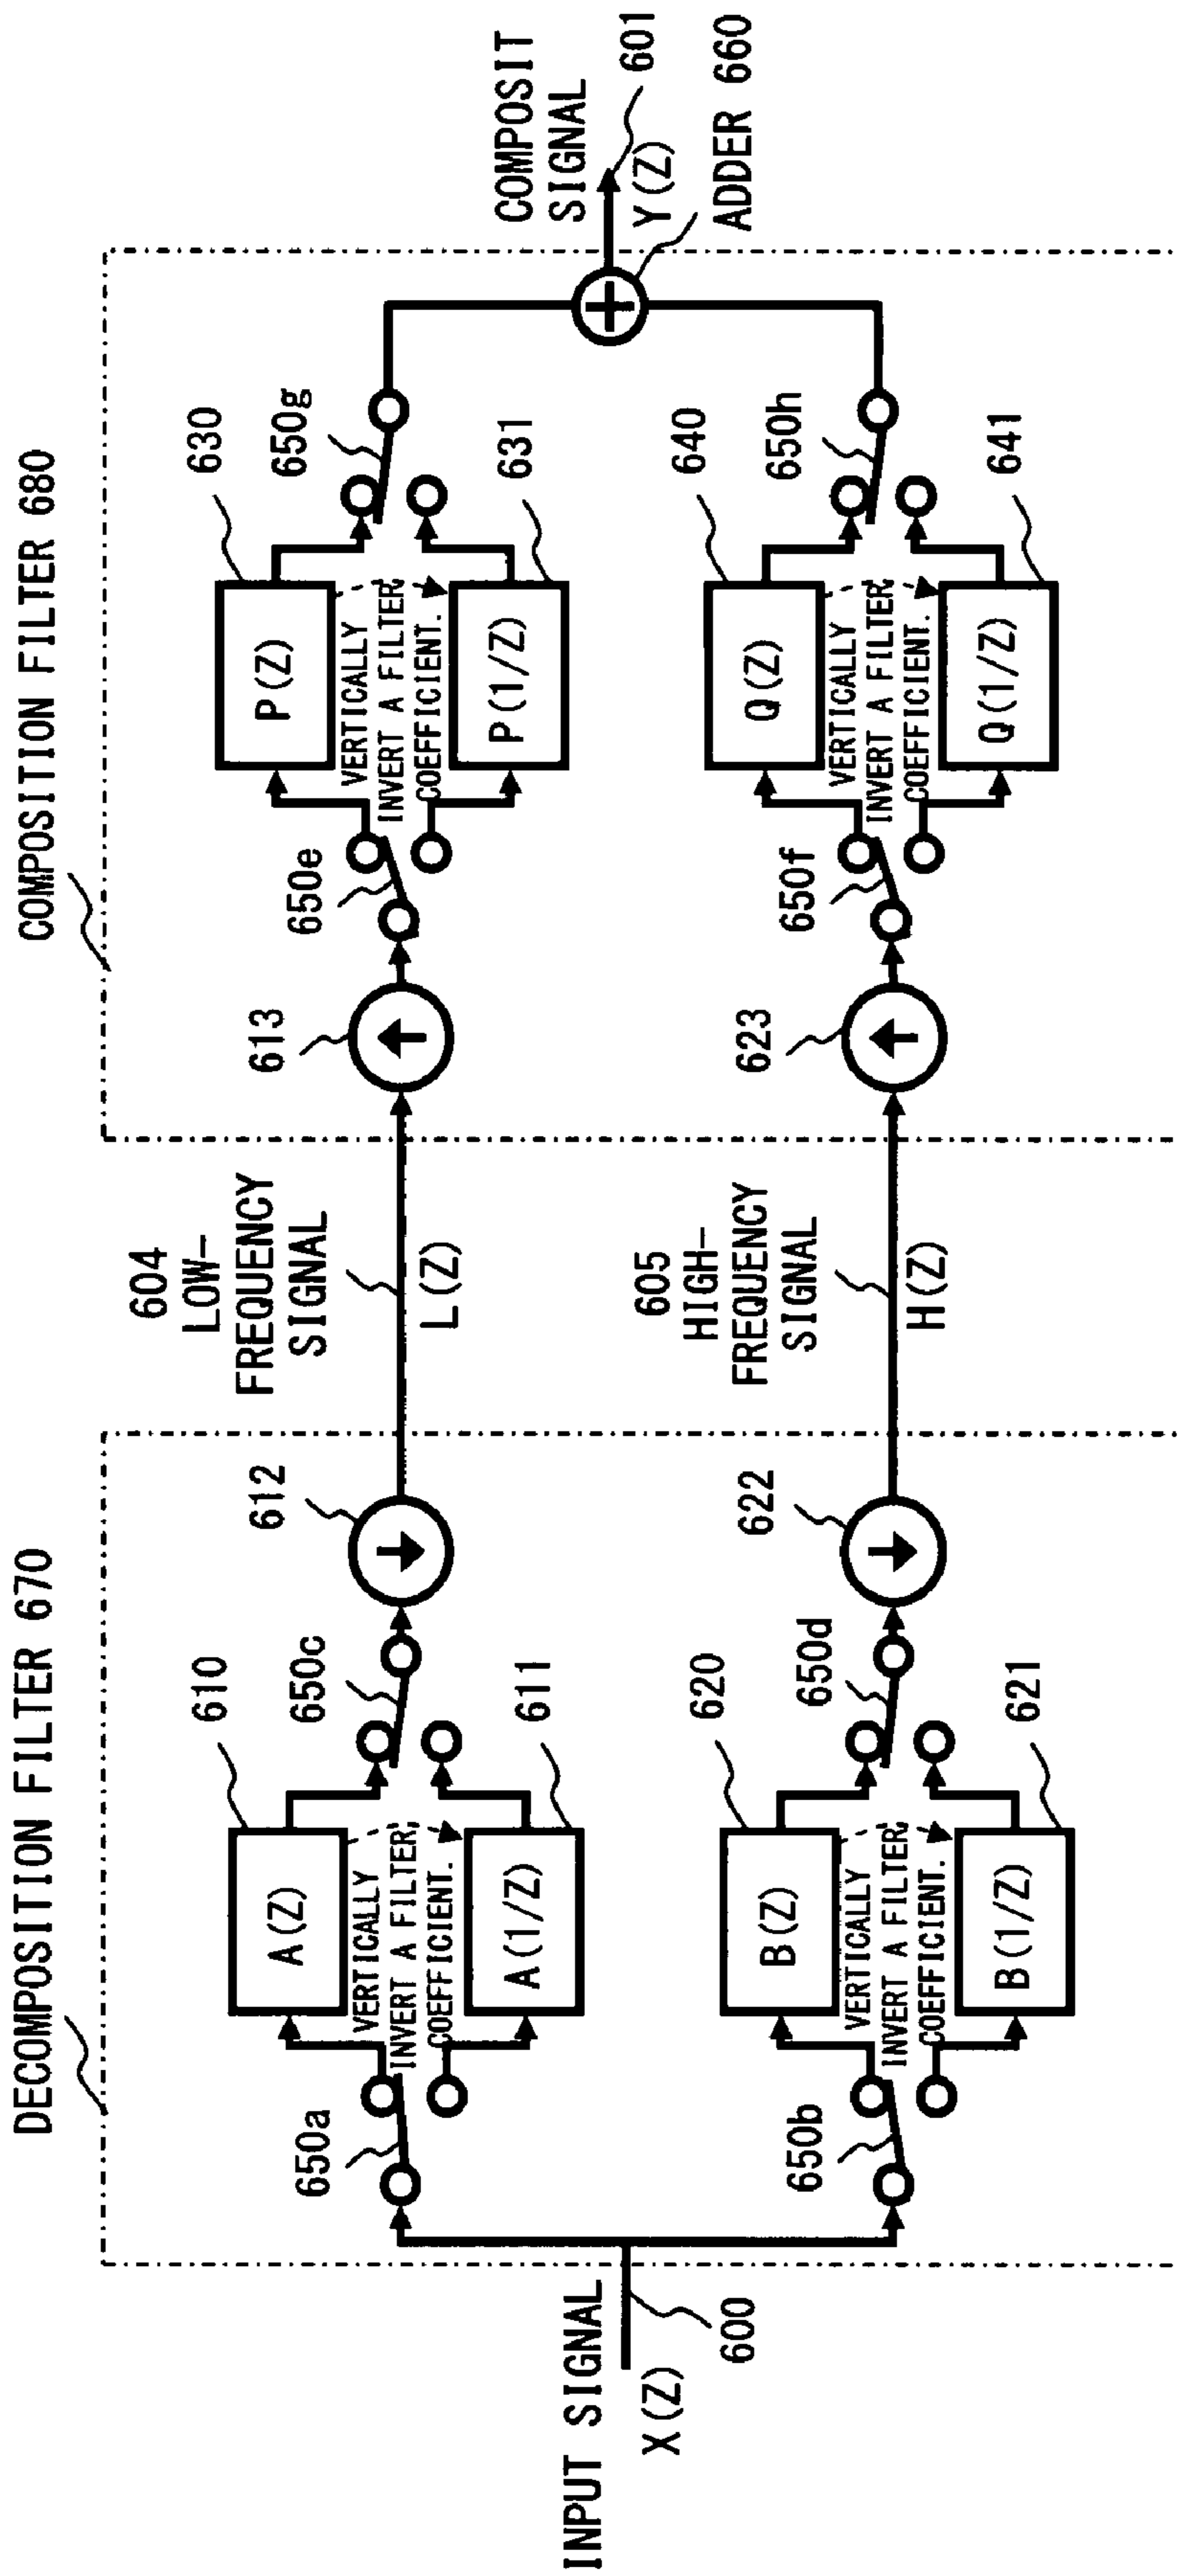 DECOMPOSITION FILTER 670
COMPOSITION FILTER 680
INPUT SIGNAL
X(Z)
600
650a
610
A(Z)
VERTICALLY
INVERT A FILTER
COEFFICIENT.
A(1/Z)
611
650c
612
604
LOW-
FREQUENCY
SIGNAL
L(Z)
613
650e
630
P(Z)
VERTICALLY
INVERT A FILTER
COEFFICIENT.
P(1/Z)
631
650g
650b
620
B(Z)
VERTICALLY
INVERT A FILTER
COEFFICIENT.
B(1/Z)
621
650d
622
605
HIGH-
FREQUENCY
SIGNAL
H(Z)
623
650f
640
Q(Z)
VERTICALLY
INVERT A FILTER
COEFFICIENT.
Q(1/Z)
641
650h
COMPOSIT
SIGNAL
601
Y(Z)
ADDER 660